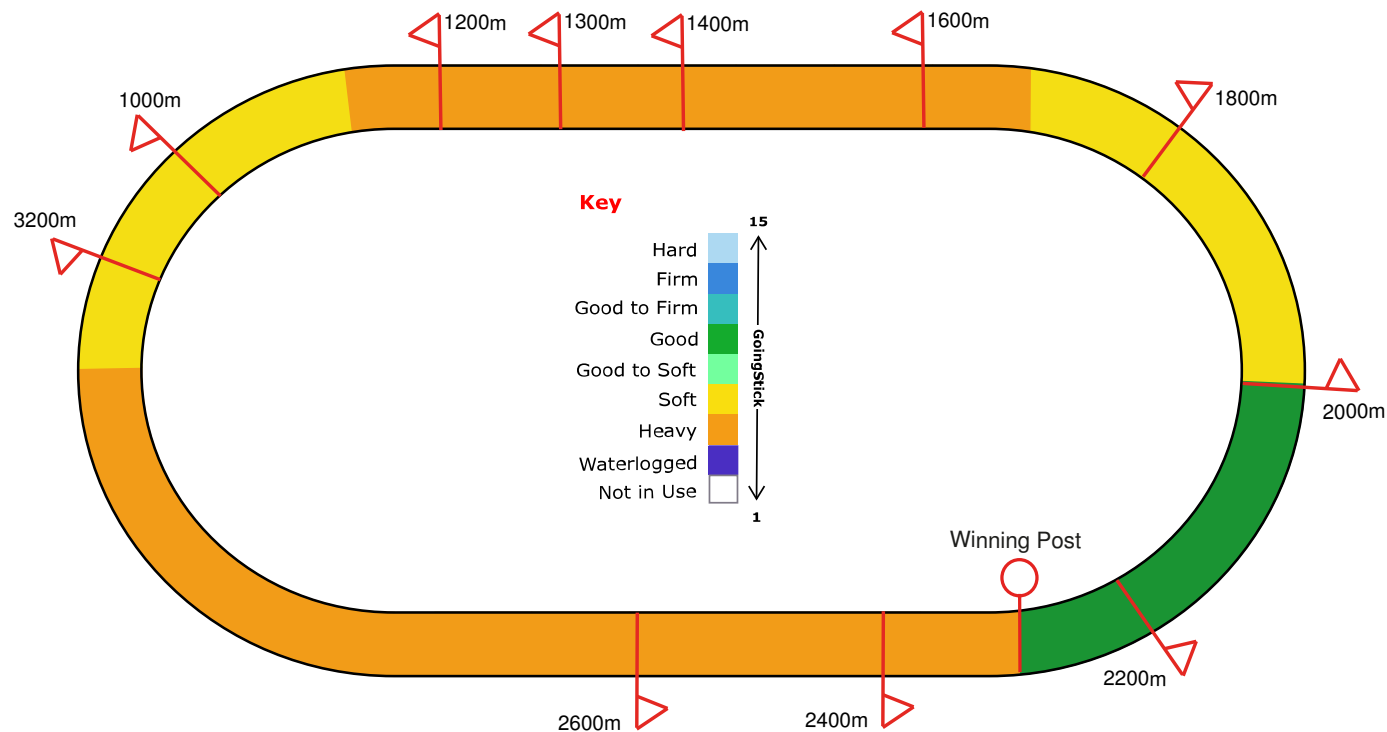 1200m
1300m
1400m
1600m
1000m
1800m
3200m
Key
15
Hard
Firm
Good to Firm
Good
Good to Soft
Soft
Heavy
Waterlogged
Not in Use
GoingStick
1
2000m
Winning Post
2200m
2600m
2400m